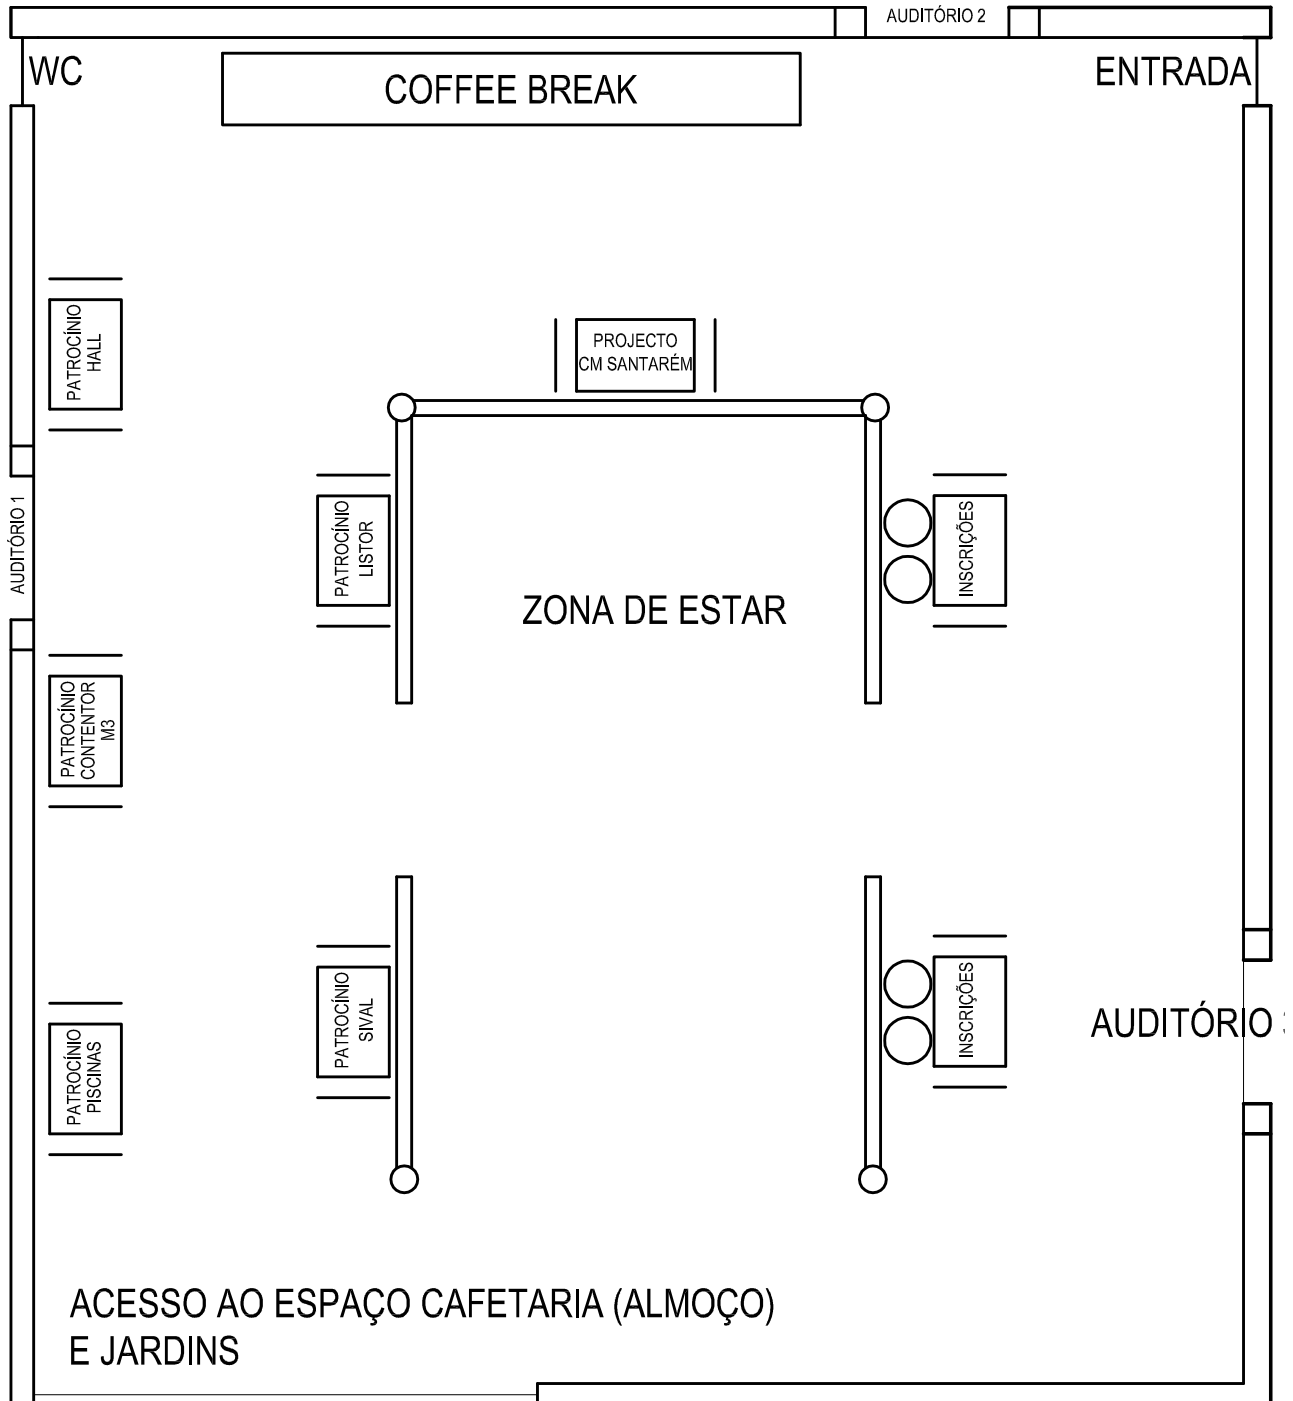 AUDITÓRIO 2
WC
COFFEE BREAK
ENTRADA
PATROCÍNIO
HALL
PROJECTO
CM SANTARÉM
AUDITÓRIO 1
PATROCÍNIO
LISTOR
INSCRIÇÕES
ZONA DE ESTAR
PATROCÍNIO
CONTENTOR
M3
PATROCÍNIO
SIVAL
INSCRIÇÕES
AUDITÓRIO
PATROCÍNIO
PISCINAS
ACESSO AO ESPAÇO CAFETARIA (ALMOÇO)
E JARDINS